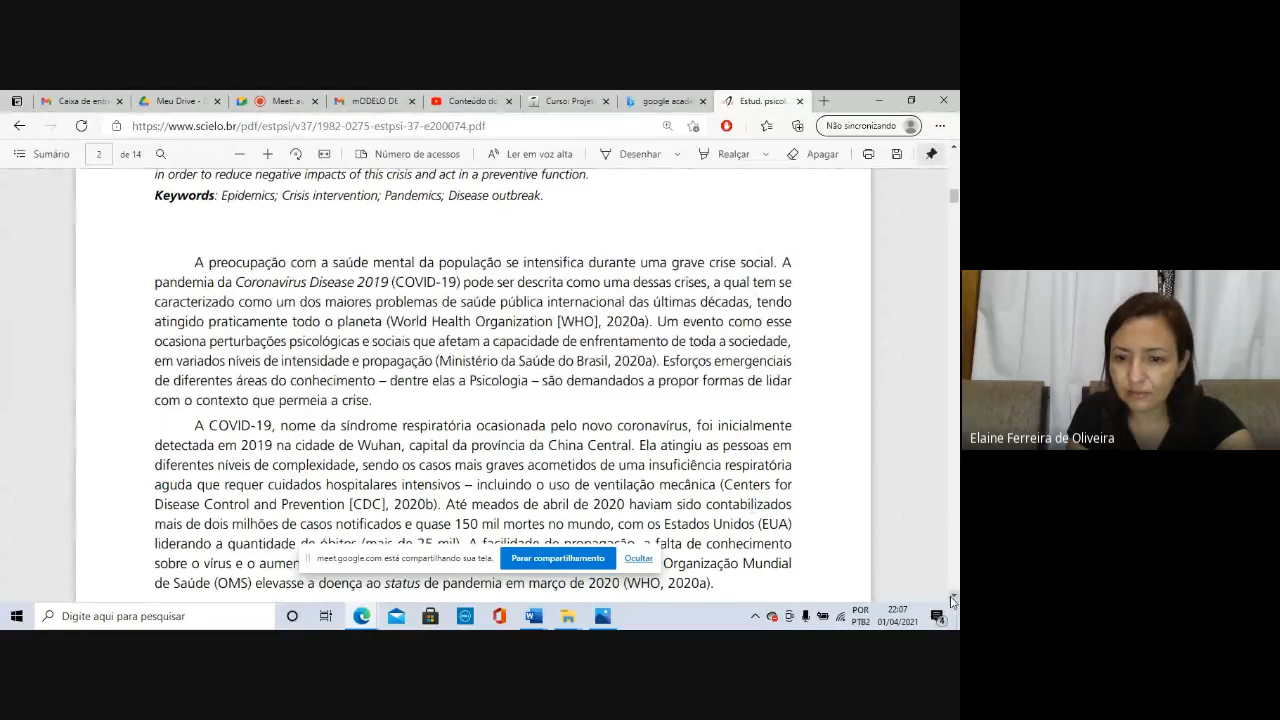 Caixa de entr
Meu Drive - G
Meet: av
mODELO DE
Conteúdo do
Curso: Projet
google acade
Estud. psicol.
https://www.scielo.br/pdf/estpsi/v37/1982-0275-estpsi-37-e200074.pdf
Não sincronizando
Sumário
2
de 14
Número de acessos
Ler em voz alta
Desenhar
Realçar
Apagar
in order to reduce negative impacts of this crisis and act in a preventive function.
Keywords: Epidemics; Crisis intervention; Pandemics; Disease outbreak.
A preocupação com a saúde mental da população se intensifica durante uma grave crise social. A
pandemia da Coronavirus Disease 2019 (COVID-19) pode ser descrita como uma dessas crises, a qual tem se
caracterizado como um dos maiores problemas de saúde pública internacional das últimas décadas, tendo
atingido praticamente todo o planeta (World Health Organization [WHO], 2020a). Um evento como esse
ocasiona perturbações psicológicas e sociais que afetam a capacidade de enfrentamento de toda a sociedade,
em variados níveis de intensidade e propagação (Ministério da Saúde do Brasil, 2020a). Esforços emergenciais
de diferentes áreas do conhecimento – dentre elas a Psicologia – são demandados a propor formas de lidar
com o contexto que permeia a crise.
A COVID-19, nome da síndrome respiratória ocasionada pelo novo coronavírus, foi inicialmente
detectada em 2019 na cidade de Wuhan, capital da província da China Central. Ela atingiu as pessoas em
diferentes níveis de complexidade, sendo os casos mais graves acometidos de uma insuficiência respiratória
aguda que requer cuidados hospitalares intensivos – incluindo o uso de ventilação mecânica (Centers for
Disease Control and Prevention [CDC], 2020b). Até meados de abril de 2020 haviam sido contabilizados
mais de dois milhões de casos notificados e quase 150 mil mortes no mundo, com os Estados Unidos (EUA)
liderando a quantidade de óbitos (mais de 25 mil). A facilidade de propagação, a falta de conhecimento
sobre o vírus e o aumen Organização Mundial
de Saúde (OMS) elevasse a doença ao status de pandemia em março de 2020 (WHO, 2020a).
meet.google.com está compartilhando sua tela.
Parar compartilhamento
Ocultar
Elaine Ferreira de Oliveira
Digite aqui para pesquisar
POR
PTB2
22:07
01/04/2021
4